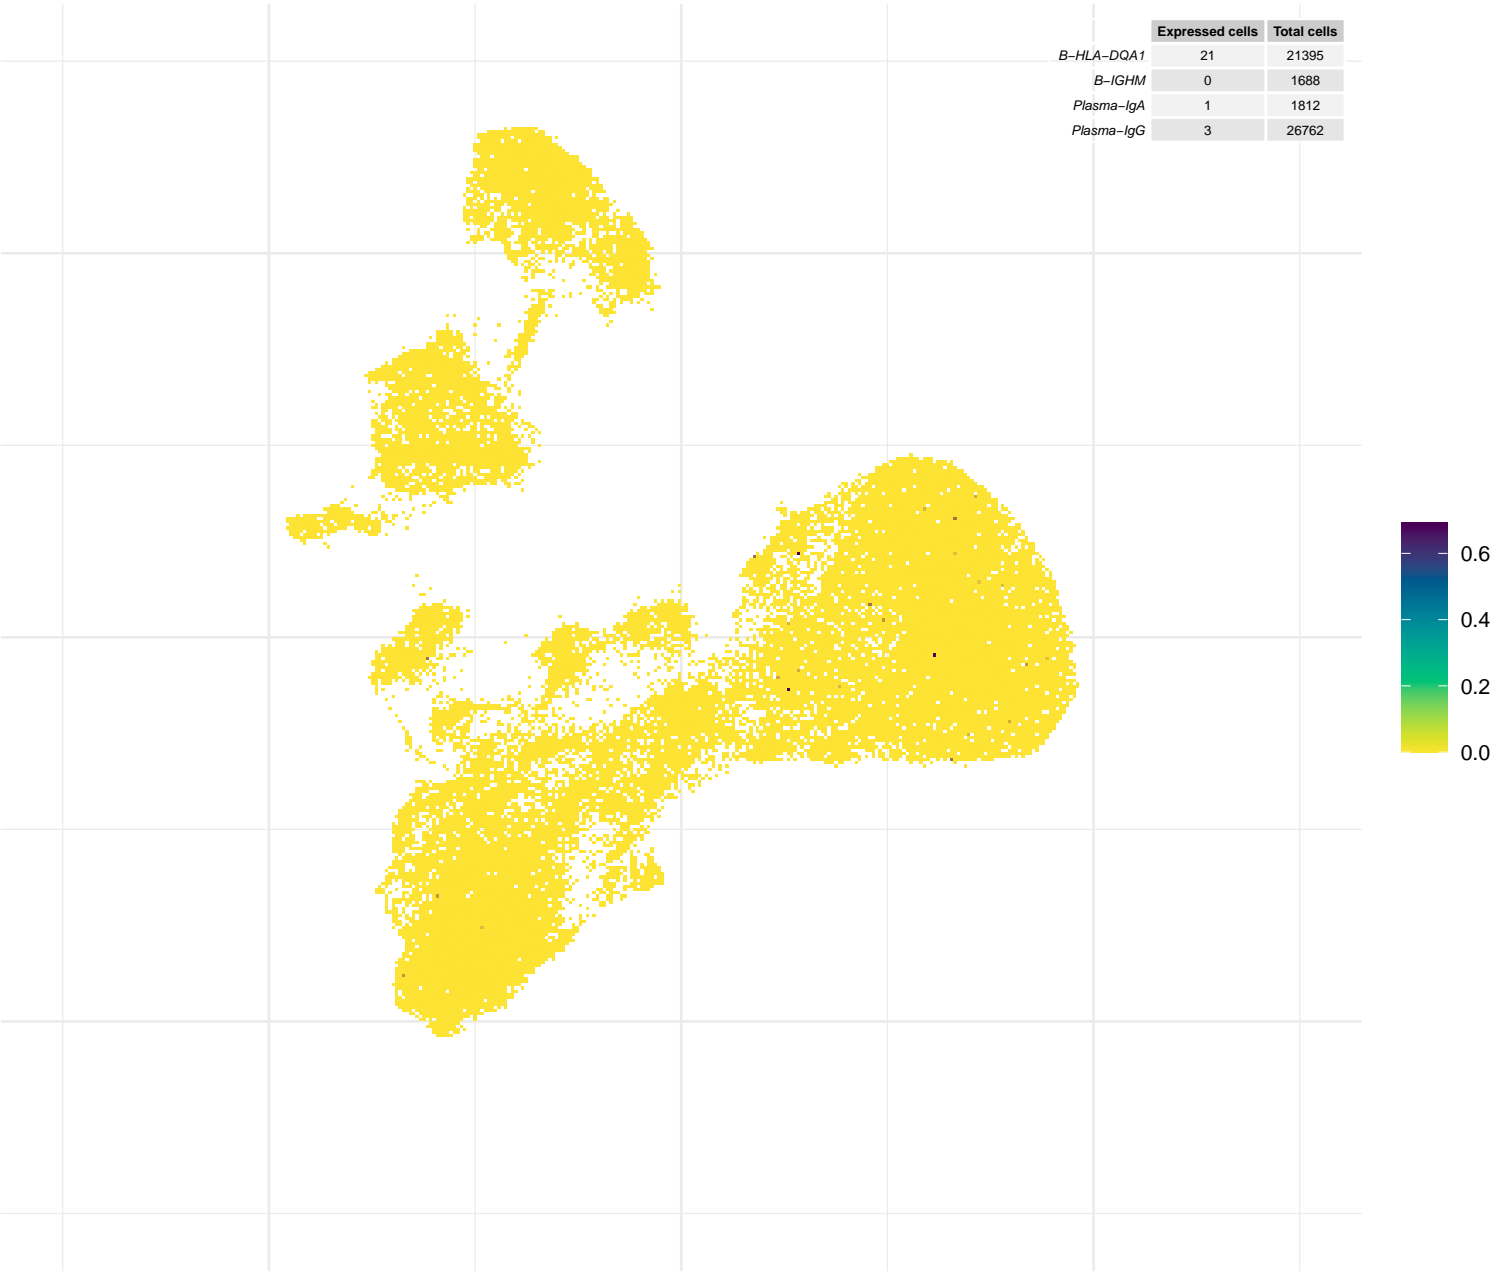 Expressed cells Total cells
B−HLA−DQA1 21 21395
B−IGHM 0 1688
Plasma−IgA 1 1812
Plasma−IgG 3 26762
0.6
0.4
0.2
0.0